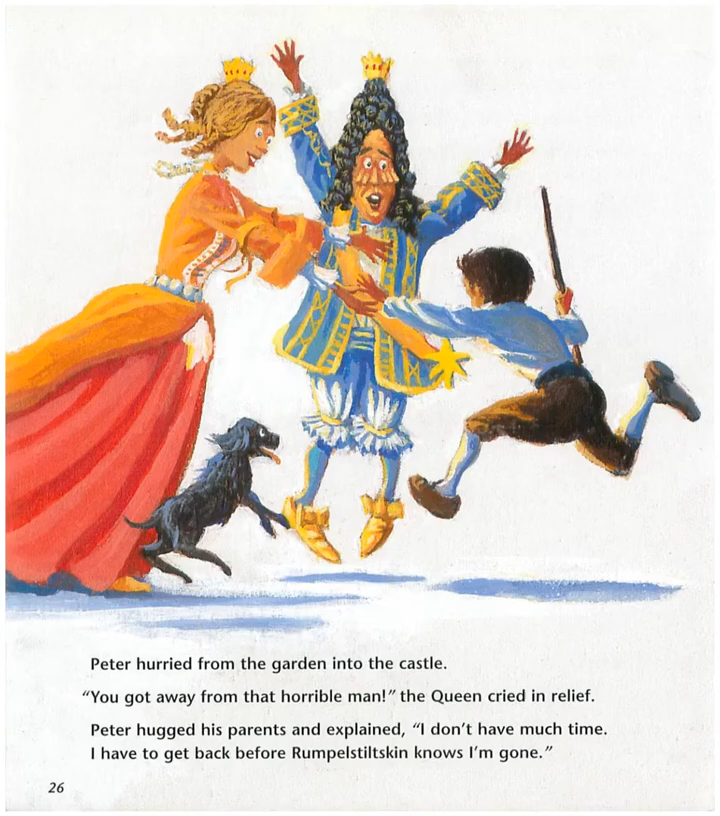 Peter hurried from the garden into the castle.
“You got away from that horrible man!” the Queen cried in relief.
Peter hugged his parents and explained, “I don’t have much time.
I have to get back before Rumpelstiltskin knows I’m gone.”
26